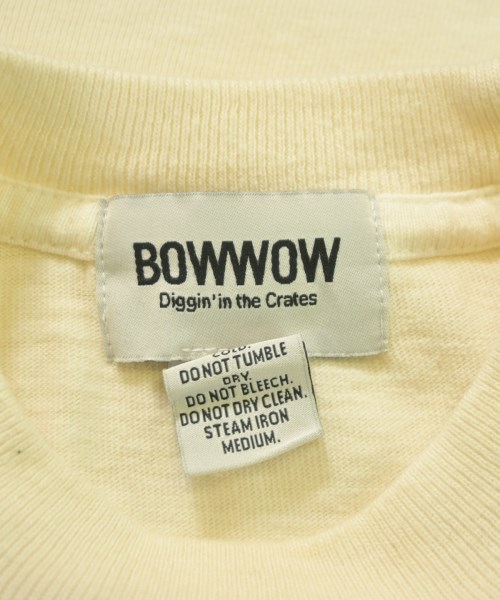 BOWWOW
Diggin' in the Crates
COLD.
DO NOT TUMBLE
DRY.
DO NOT BLEECH.
DO NOT DRY CLEAN.
STEAM IRON
MEDIUM.